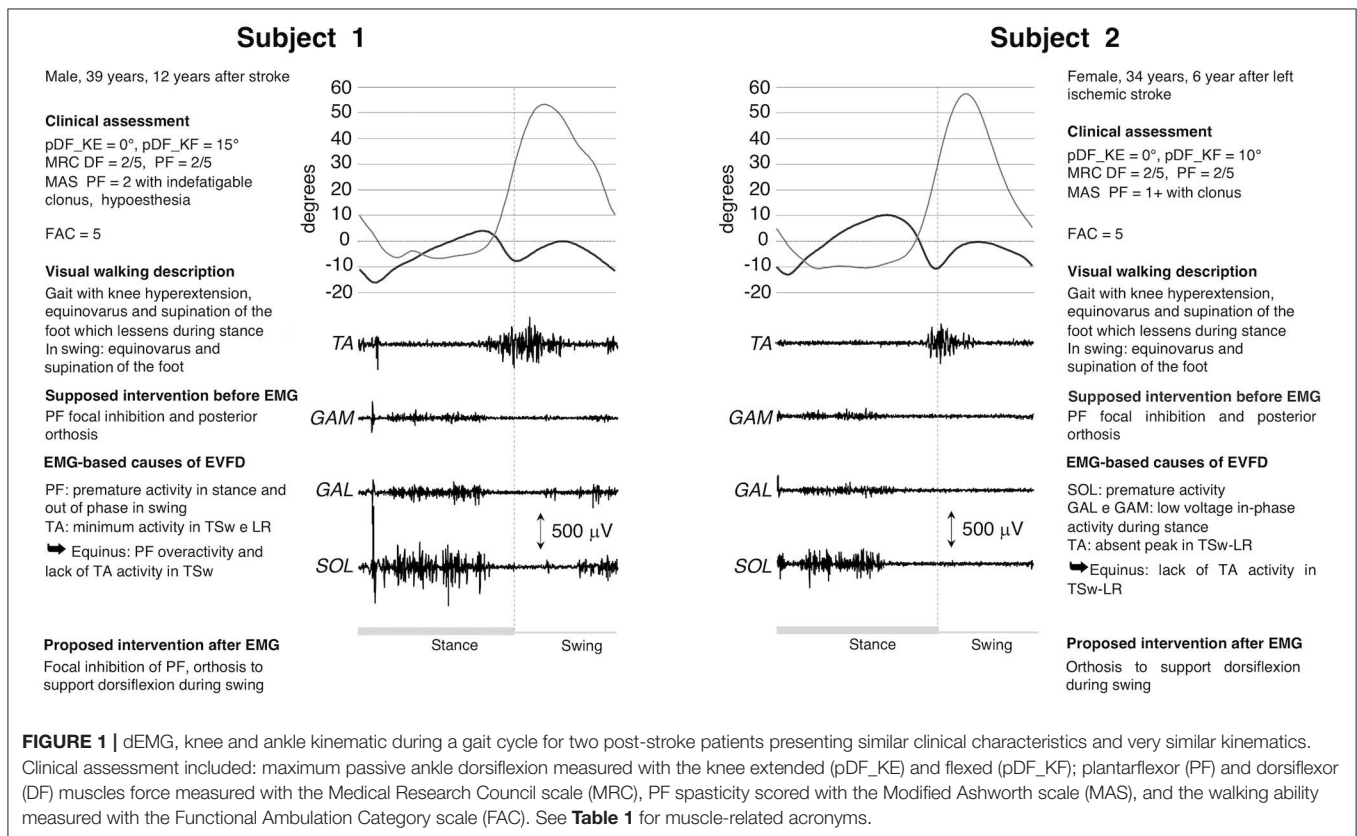 Subject 1
Male, 39 years, 12 years after stroke
Clinical assessment
pDF_KE = 0°, pDF_KF = 15°
MRC DF = 2/5, PF = 2/5
MAS PF = 2 with indefatigable
clonus, hypoesthesia
FAC = 5
Visual walking description
Gait with knee hyperextension,
equinovarus and supination of the
foot which lessens during stance
In swing: equinovarus and
supination of the foot
Supposed intervention before EMG
PF focal inhibition and posterior
orthosis
EMG-based causes of EVFD
PF: premature activity in stance and
out of phase in swing
TA: minimum activity in TSw e LR
➥ Equinus: PF overactivity and
lack of TA activity in TSw
Proposed intervention after EMG
Focal inhibition of PF, orthosis to
support dorsiflexion during swing
degrees
60
50
40
30
20
10
0
-10
-20
TA
GAM
GAL
500 µV
SOL
Stance Swing
Subject 2
degrees
60
50
40
30
20
10
0
-10
-20
TA
GAM
GAL
500 µV
SOL
Stance Swing
Female, 34 years, 6 year after left
ischemic stroke
Clinical assessment
pDF_KE = 0°, pDF_KF = 10°
MRC DF = 2/5, PF = 2/5
MAS PF = 1+ with clonus
FAC = 5
Visual walking description
Gait with knee hyperextension,
equinovarus and supination of the
foot which lessens during stance
In swing: equinovarus and
supination of the foot
Supposed intervention before EMG
PF focal inhibition and posterior
orthosis
EMG-based causes of EVFD
SOL: premature activity
GAL e GAM: low voltage in-phase
activity during stance
TA: absent peak in TSw-LR
➥Equinus: lack of TA activity in
TSw-LR
Proposed intervention after EMG
Orthosis to support dorsiflexion
during swing
FIGURE 1 | dEMG, knee and ankle kinematic during a gait cycle for two post-stroke patients presenting similar clinical characteristics and very similar kinematics.
Clinical assessment included: maximum passive ankle dorsiflexion measured with the knee extended (pDF_KE) and flexed (pDF_KF); plantarflexor (PF) and dorsiflexor
(DF) muscles force measured with the Medical Research Council scale (MRC), PF spasticity scored with the Modified Ashworth scale (MAS), and the walking ability
measured with the Functional Ambulation Category scale (FAC). See Table 1 for muscle-related acronyms.